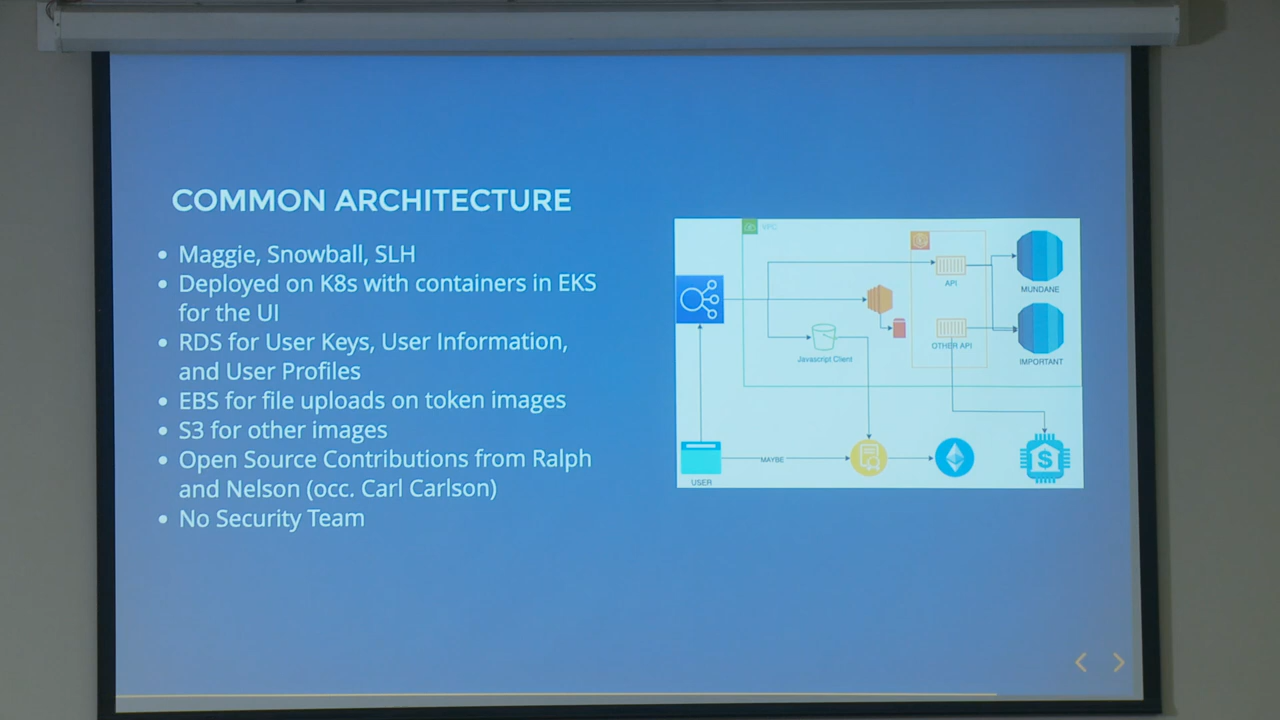 COMMON ARCHITECTURE
Maggie, Snowball, SLH
Deployed on K8s with containers in EKS
for the UI
RDS for User Keys, User Information,
and User Profiles
EBS for file uploads on token images
S3 for other images
Open Source Contributions from Ralph
and Nelson (occ. Carl Carlson)
No Security Team
VPC
API
MUNDANE
OTHER API
Javascript Client
IMPORTANT
MAYBE
USER